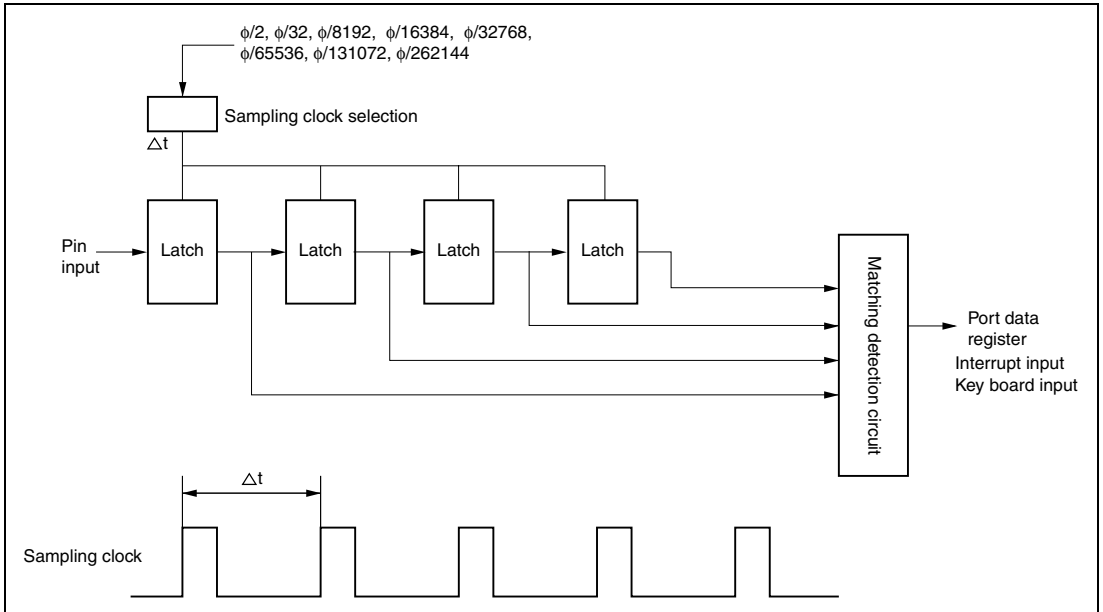 ϕ/2, ϕ/32, ϕ/8192, ϕ/16384, ϕ/32768,
ϕ/65536, ϕ/131072, ϕ/262144
Sampling clock selection
△t
Pin
input
Latch
Latch
Latch
Latch
Matching detection circuit
Port data
register
Interrupt input
Key board input
△t
Sampling clock